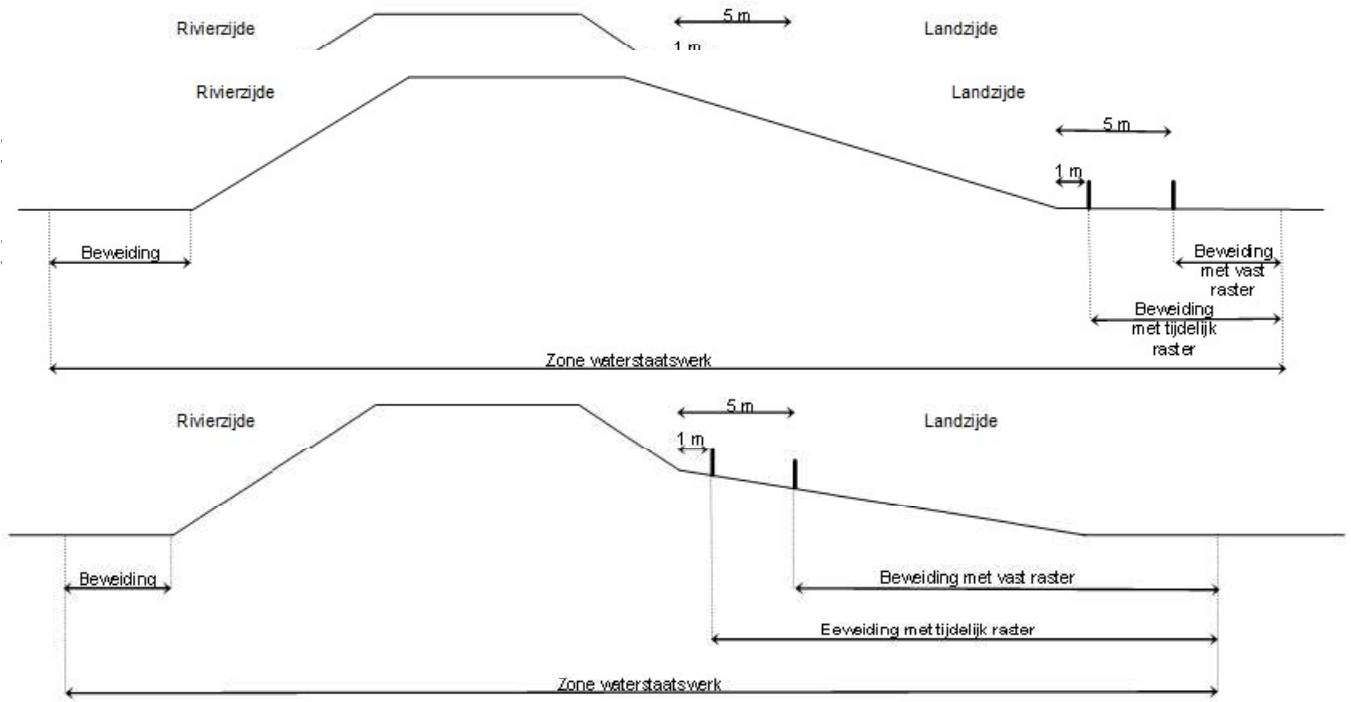 Rivierzijde
5 m
Landzijde
1 m
Rivierzijde
Landzijde
5 m
1 m
Beweiding
Beweiding
met vast
raster
Beweiding
met tijdelijk
raster
Zone waterstaatswerk
Rivierzijde
5 m
Landzijde
1 m
Beweiding
Beweiding met vast raster
Beweiding met tijdelijk raster
Zone waterstaatswerk